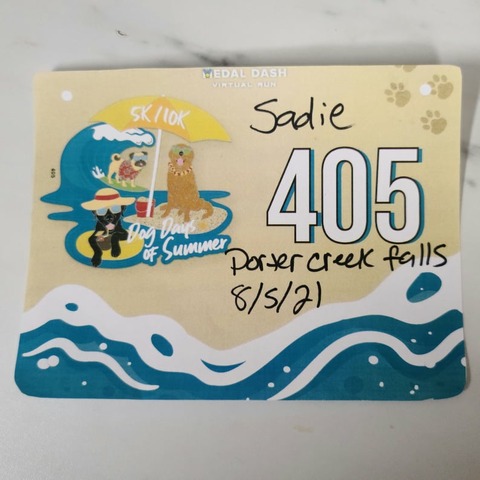 MEDAL DASH
VIRTUAL RUN
5K/10K
Sadie
405
Dog Days
of Summer
Porter creek falls
8/5/21